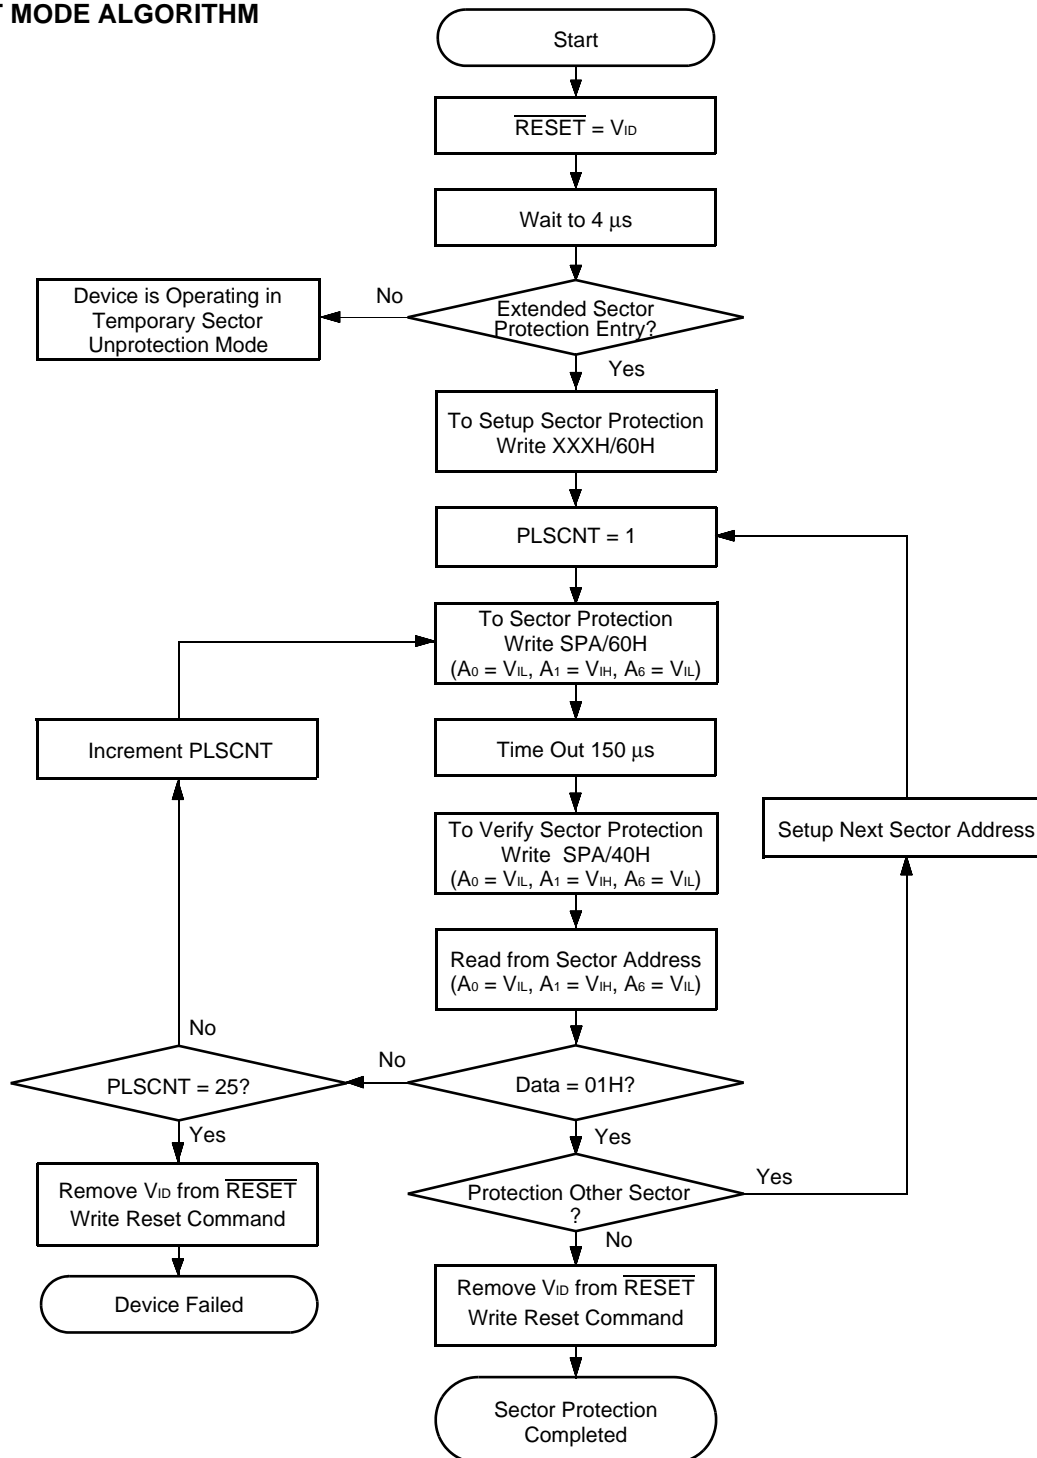 T MODE ALGORITHM
Start
RESET = VID
Wait to 4 μs
Device is Operating in
Temporary Sector
Unprotection Mode
No
Extended Sector
Protection Entry?
Yes
To Setup Sector Protection
Write XXXH/60H
PLSCNT = 1
To Sector Protection
Write SPA/60H
(A0 = VIL, A1 = VIH, A6 = VIL)
Increment PLSCNT
Time Out 150 μs
To Verify Sector Protection
Write SPA/40H
(A0 = VIL, A1 = VIH, A6 = VIL)
Setup Next Sector Address
Read from Sector Address
(A0 = VIL, A1 = VIH, A6 = VIL)
No
PLSCNT = 25?
No
Data = 01H?
Yes
Yes
Remove VID from RESET
Write Reset Command
Protection Other Sector
?
Yes
No
Device Failed
Remove VID from RESET
Write Reset Command
Sector Protection
Completed